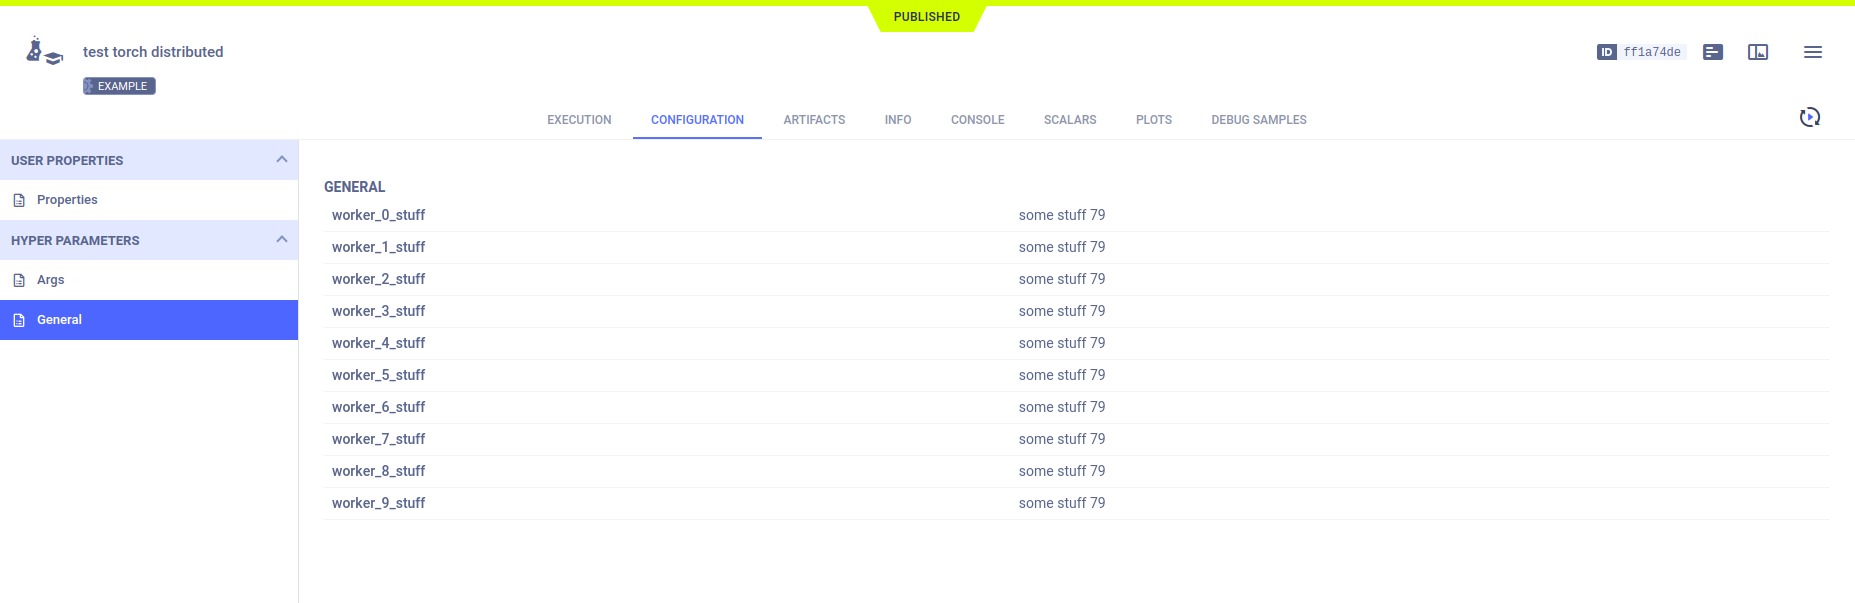 PUBLISHED
test torch distributed
ID ff1a74de
EXAMPLE
EXECUTION CONFIGURATION ARTIFACTS INFO CONSOLE SCALARS PLOTS DEBUG SAMPLES
USER PROPERTIES
Properties
HYPER PARAMETERS
Args
General
GENERAL
worker_0_stuff some stuff 79
worker_1_stuff some stuff 79
worker_2_stuff some stuff 79
worker_3_stuff some stuff 79
worker_4_stuff some stuff 79
worker_5_stuff some stuff 79
worker_6_stuff some stuff 79
worker_7_stuff some stuff 79
worker_8_stuff some stuff 79
worker_9_stuff some stuff 79